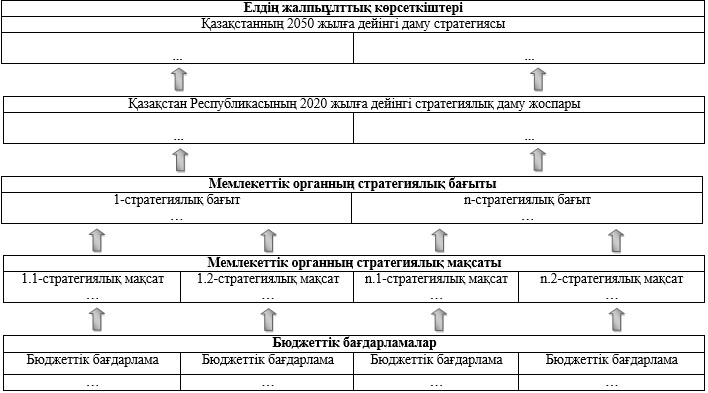 Елдің жалпыұлттық көрсеткіштері
Қазақстанның 2050 жылға дейінгі даму стратегиясы
... ...
Қазақстан Республикасының 2020 жылға дейінгі стратегиялық даму жоспары
... ...
Мемлекеттік органның стратегиялық бағыты
1-стратегиялық бағыт n-стратегиялық бағыт
… …
Мемлекеттік органның стратегиялық мақсаты
1.1-стратегиялық мақсат 1.2-стратегиялық мақсат n.1-стратегиялық мақсат n.2-стратегиялық мақсат
… … … …
Бюджеттік бағдарламалар
Бюджеттік бағдарлама Бюджеттік бағдарлама Бюджеттік бағдарлама Бюджеттік бағдарлама
… … … …